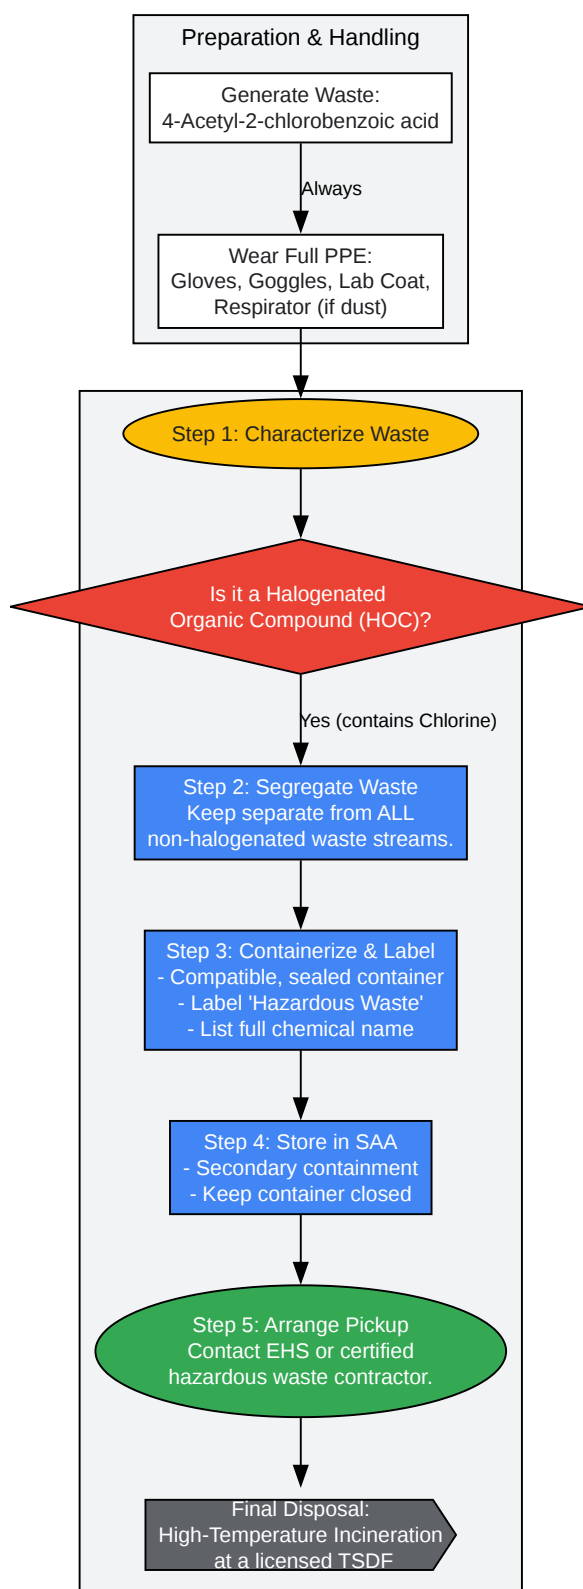 Preparation & Handling
Generate Waste:
4-Acetyl-2-chlorobenzoic acid
Always
Wear Full PPE:
Gloves, Goggles, Lab Coat,
Respirator (if dust)
Step 1: Characterize Waste
Is it a Halogenated
Organic Compound (HOC)?
Yes (contains Chlorine)
Step 2: Segregate Waste
Keep separate from ALL
non-halogenated waste streams.
Step 3: Containerize & Label
- Compatible, sealed container
- Label 'Hazardous Waste'
- List full chemical name
Step 4: Store in SAA
- Secondary containment
- Keep container closed
Step 5: Arrange Pickup
Contact EHS or certified
hazardous waste contractor.
Final Disposal:
High-Temperature Incineration
at a licensed TSDF